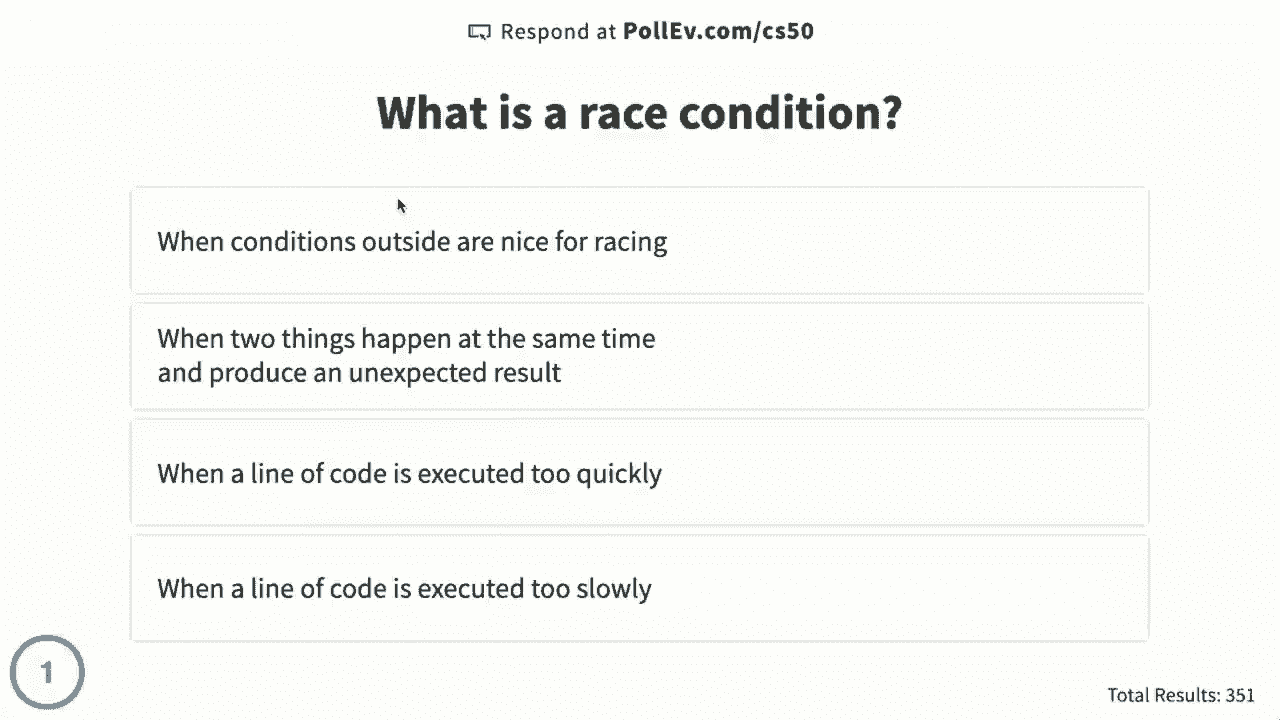 Respond at PollEv.com/cs50
What is a race condition?
When conditions outside are nice for racing
When two things happen at the same time
and produce an unexpected result
When a line of code is executed too quickly
When a line of code is executed too slowly
1
Total Results: 351